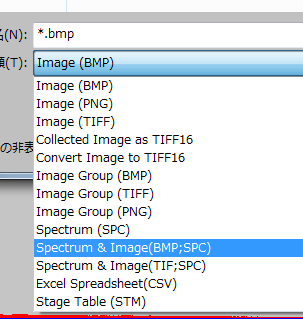 名(N): *.bmp
類(T): Image (BMP)
Image (BMP)
Image (PNG)
Image (TIFF)
Collected Image as TIFF16
Convert Image to TIFF16
の非表
Image Group (BMP)
Image Group (TIFF)
Image Group (PNG)
Spectrum (SPC)
Spectrum & Image(BMP;SPC)
Spectrum & Image(TIF;SPC)
Excel Spreadsheet(CSV)
Stage Table (STM)